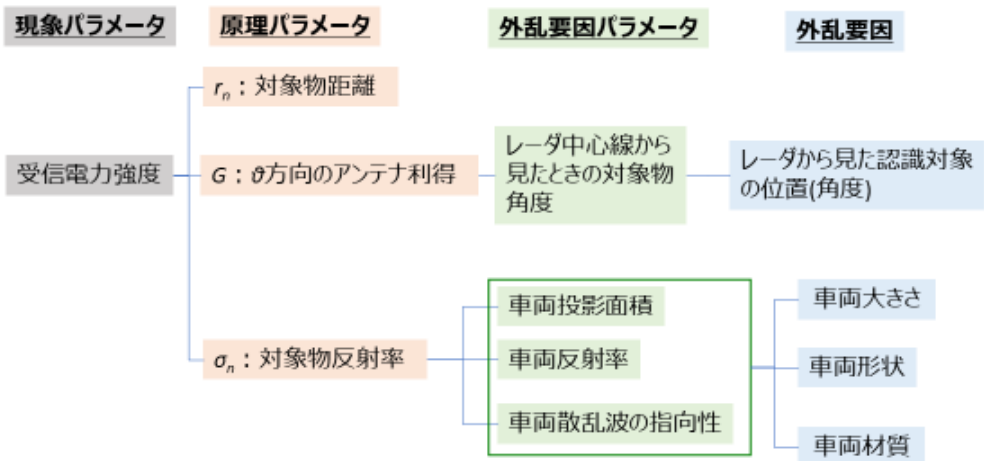 現象パラメータ
原理パラメータ
外乱要因パラメータ
外乱要因
rn：対象物距離
受信電力強度
G：θ方向のアンテナ利得
レーダ中心線から
見たときの対象物
角度
レーダから見た認識対象
の位置(角度)
σn：対象物反射率
車両投影面積
車両反射率
車両散乱波の指向性
車両大きさ
車両形状
車両材質